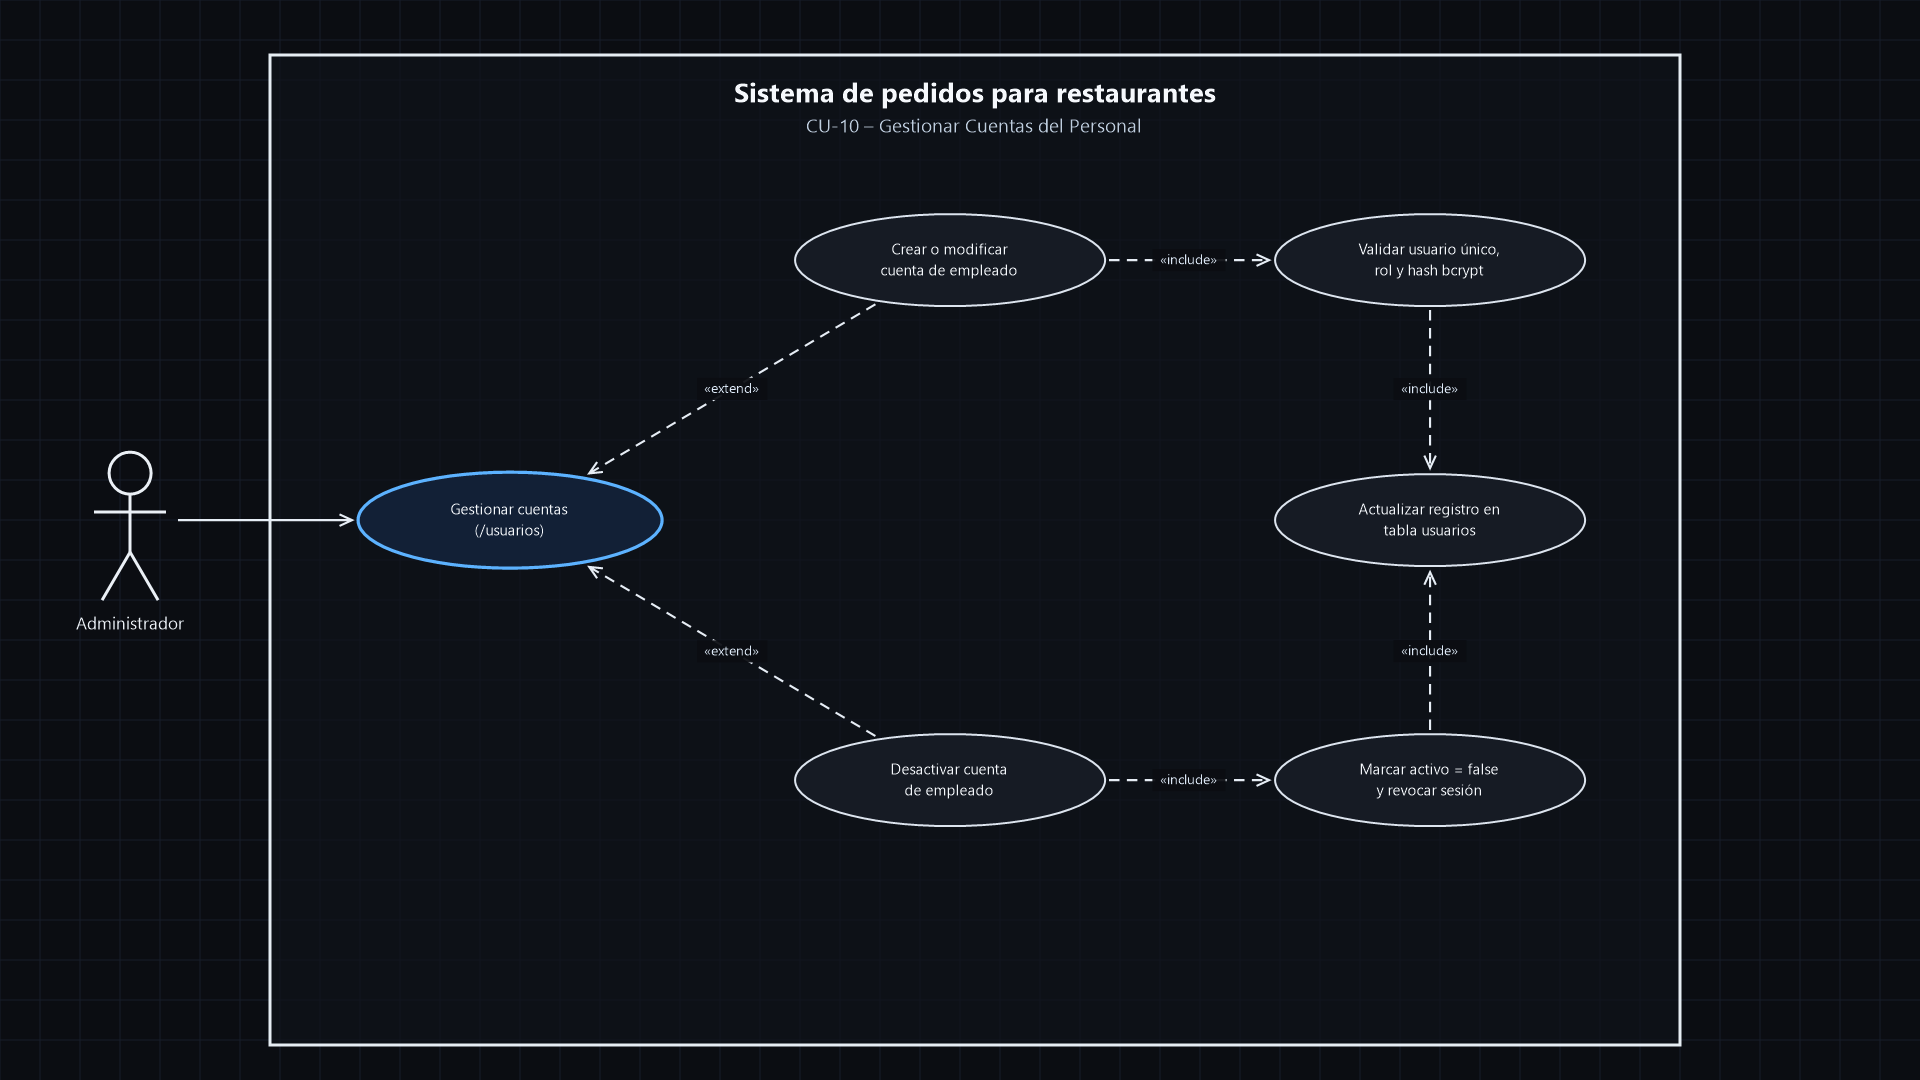 Sistema de pedidos para restaurantes
CU-10 – Gestionar Cuentas del Personal
Crear o modificar
cuenta de empleado
«include»
Validar usuario único,
rol y hash bcrypt
«extend»
«include»
Gestionar cuentas
(/usuarios)
Actualizar registro en
tabla usuarios
Administrador
«extend»
«include»
Desactivar cuenta
de empleado
«include»
Marcar activo = false
y revocar sesión